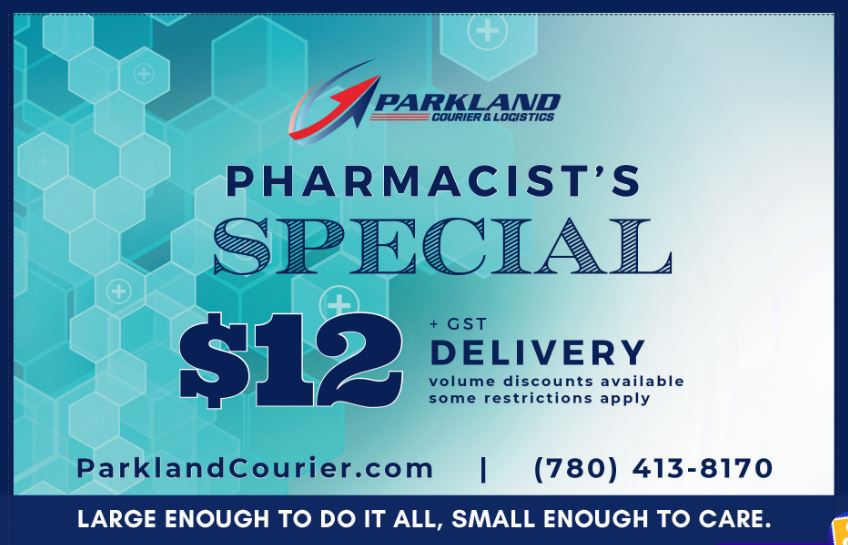 PARKLAND
COURIER & LOGISTICS
PHARMACIST'S
SPECIAL
$12
+ GST
DELIVERY
volume discounts available
some restrictions apply
ParklandCourier.com | (780) 413-8170
LARGE ENOUGH TO DO IT ALL, SMALL ENOUGH TO CARE.